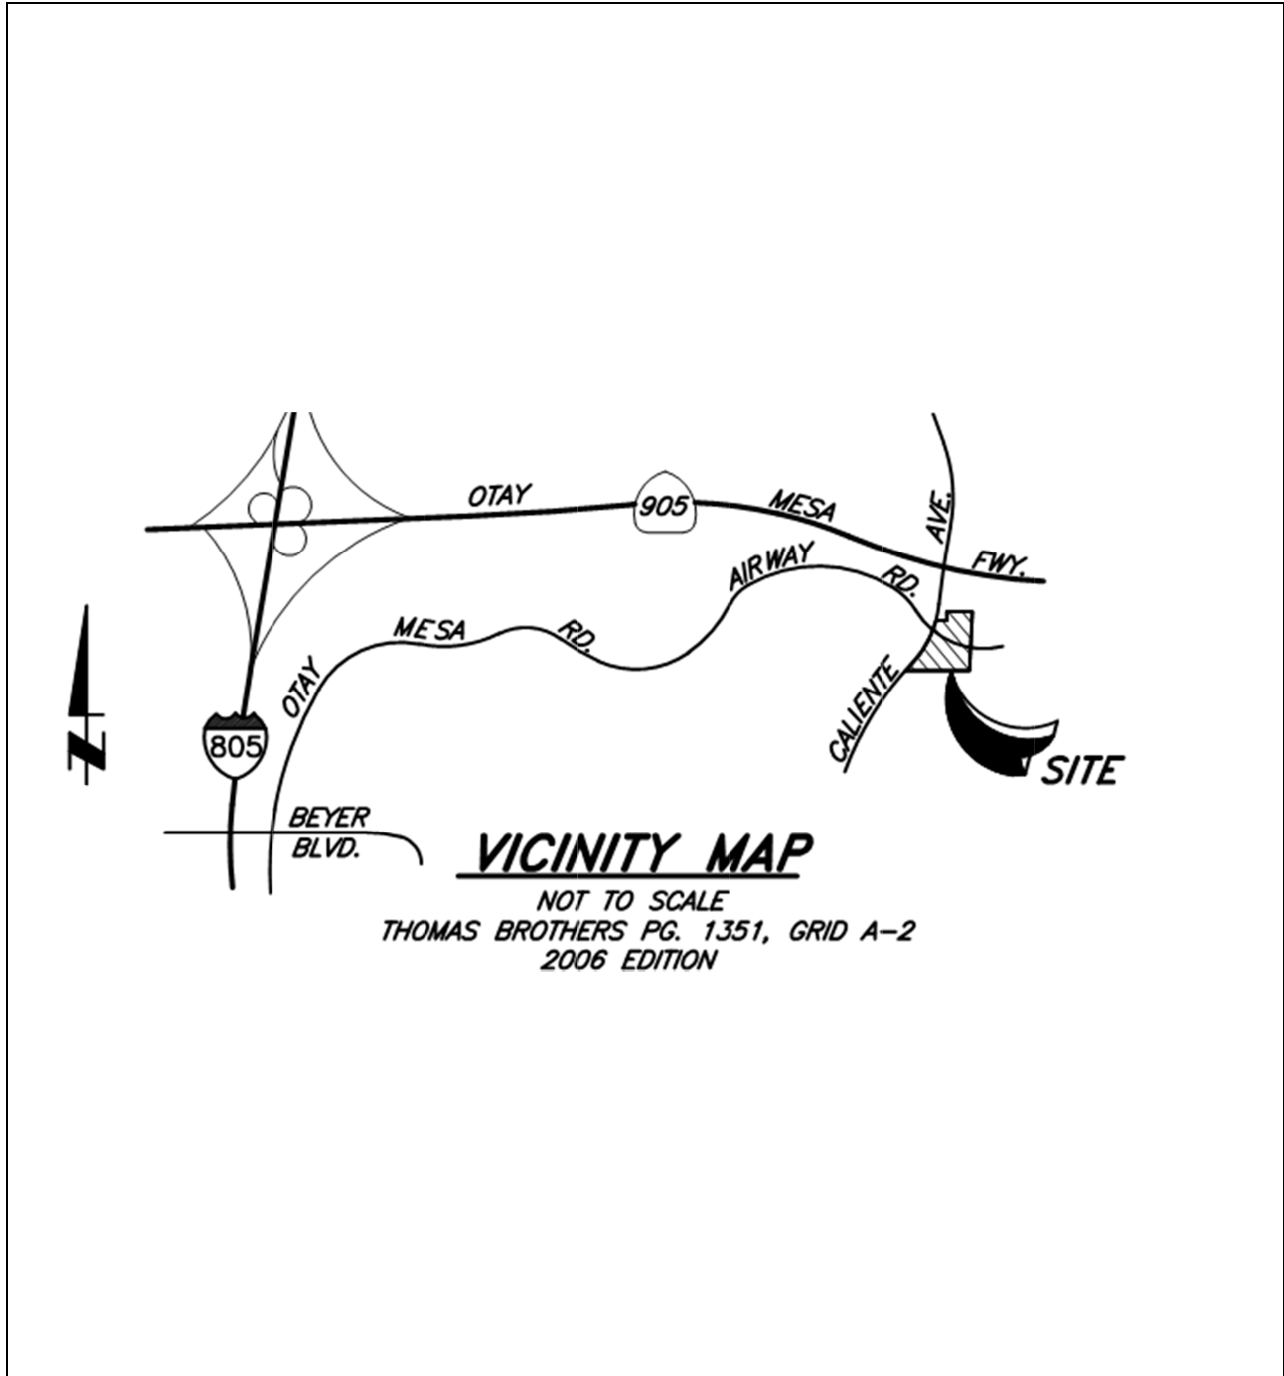 OTAY
905
MESA
AVE.
FWY.
AIRWAY
RD.
MESA
RD.
OTAY
CALIENTE
805
N
SITE
BEYER
BLVD.
VICINITY MAP
NOT TO SCALE
THOMAS BROTHERS PG. 1351, GRID A-2
2006 EDITION